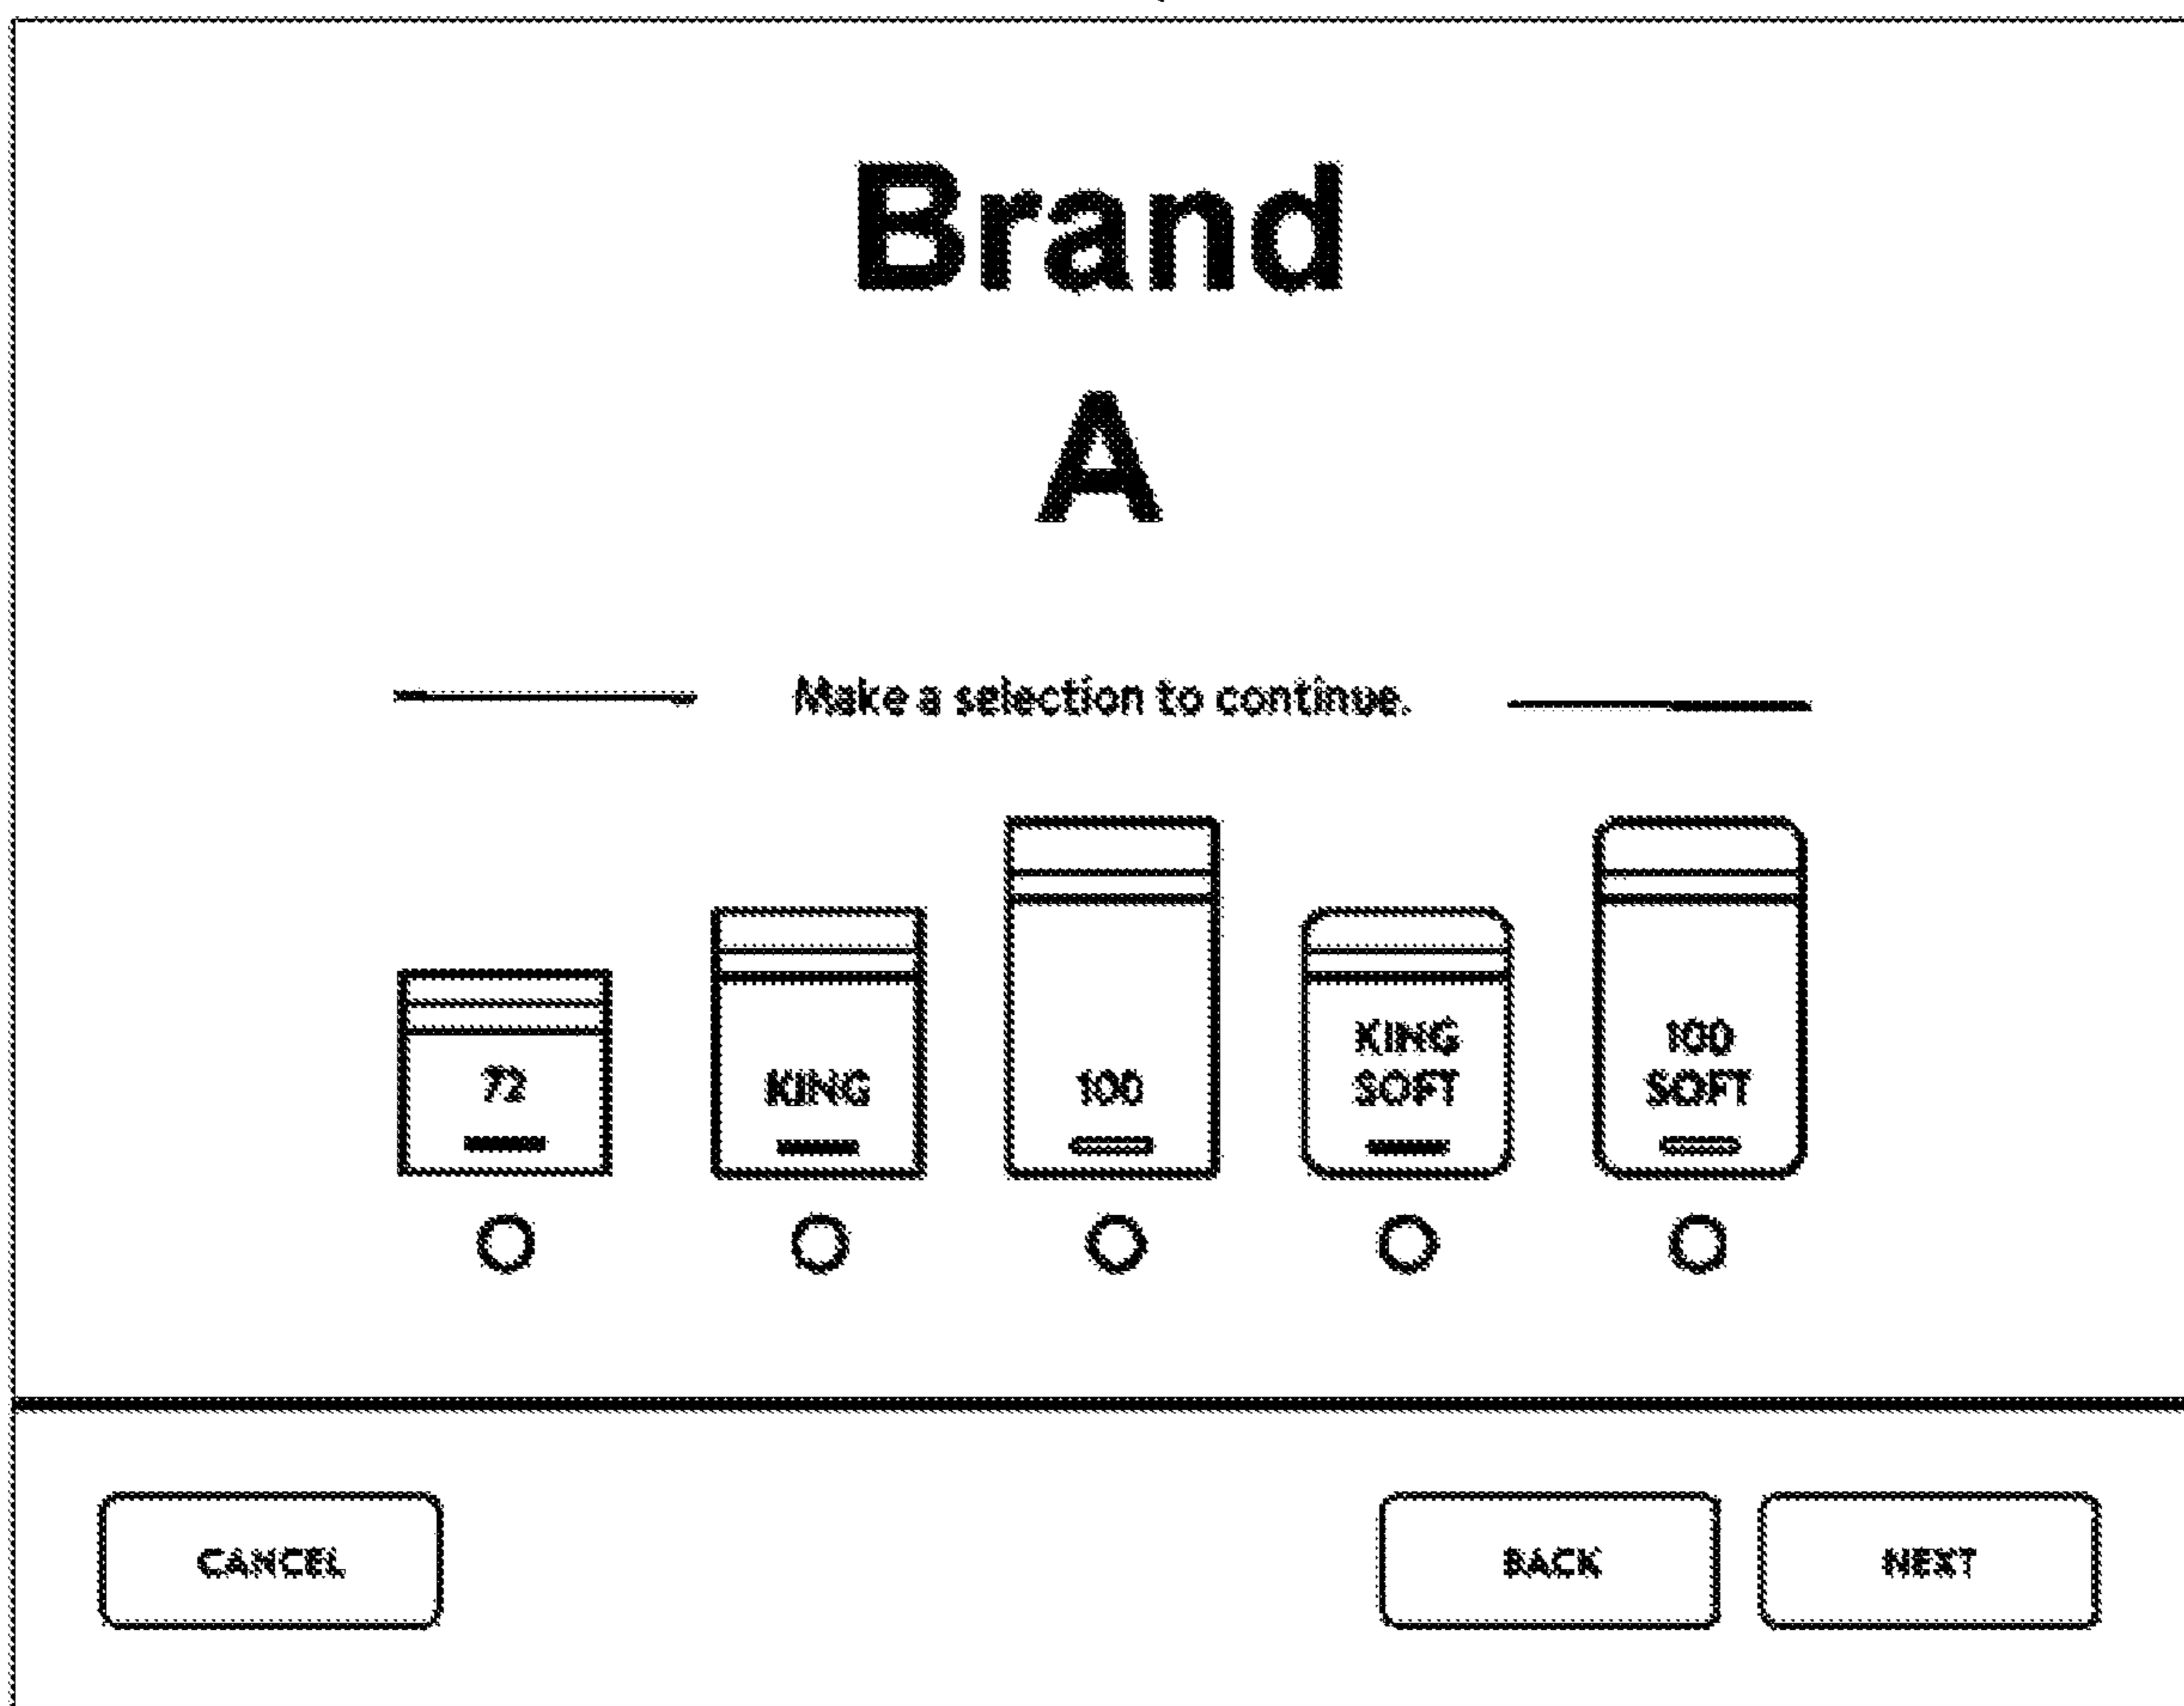 Brand
A
Make a selection to continue.
72
KING
100
KING
SOFT
100
SOFT
CANCEL
BACK
NEXT